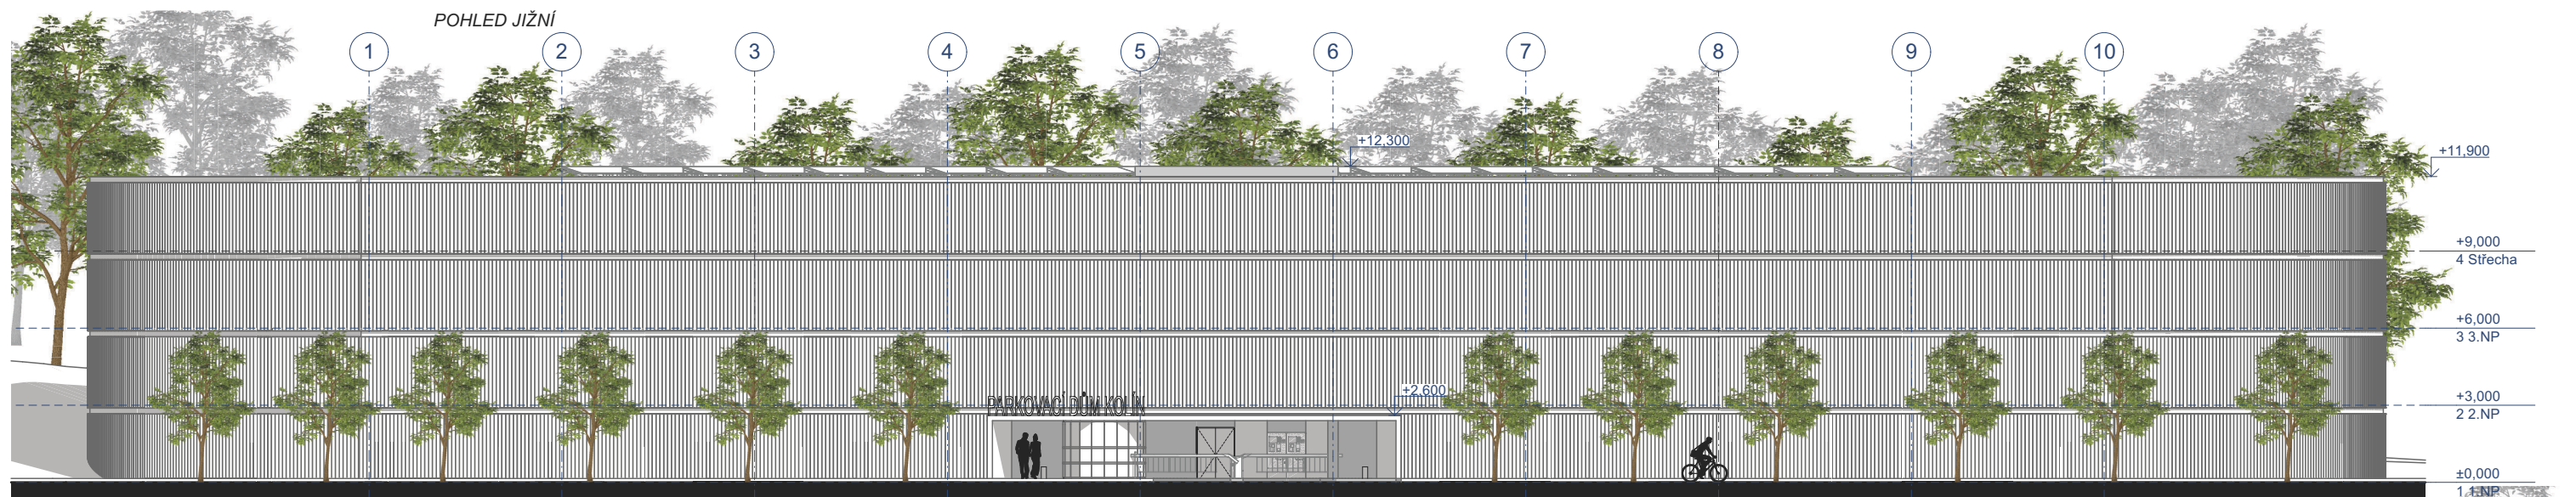 POHLED JIŽNÍ
1 2 3 4 5 6 7 8 9 10
+12,300
+11,900
+9,000
4 Střecha
+6,000
3 3.NP
+2,600
PARKOVACÍ DŮM KOLÍN
+3,000
2 2.NP
±0,000
1 1.NP